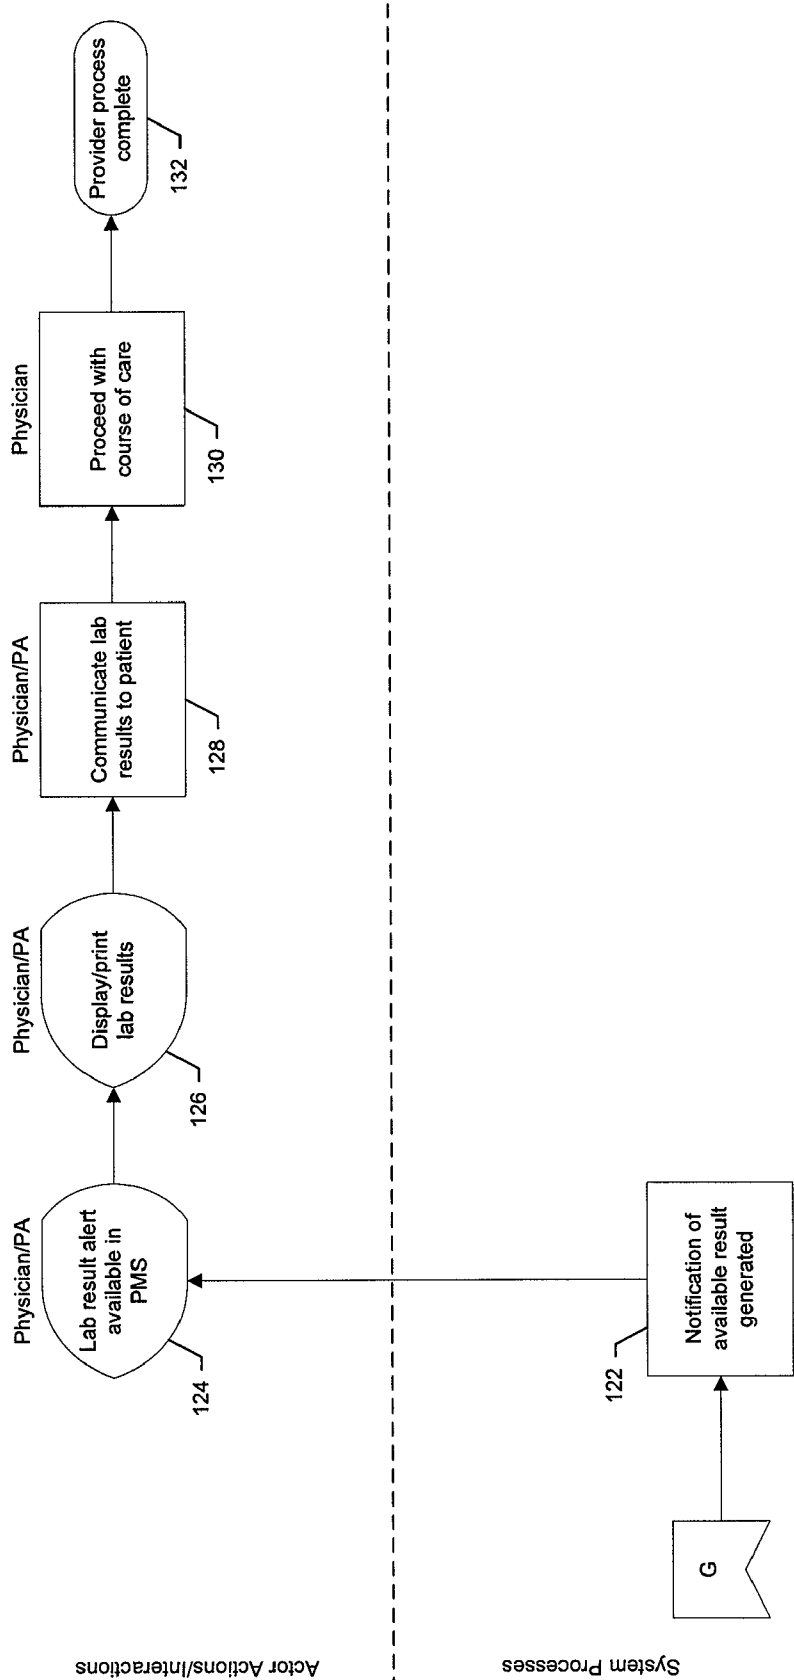 Actor Actions/Interactions
Physician/PA
Lab result alert
available in
PMS
124
Physician/PA
Display/print
lab results
126
Physician/PA
Communicate lab
results to patient
128
Physician
Proceed with
course of care
130
Provider process
complete
132
System Processes
G
Notification of
available result
generated
122